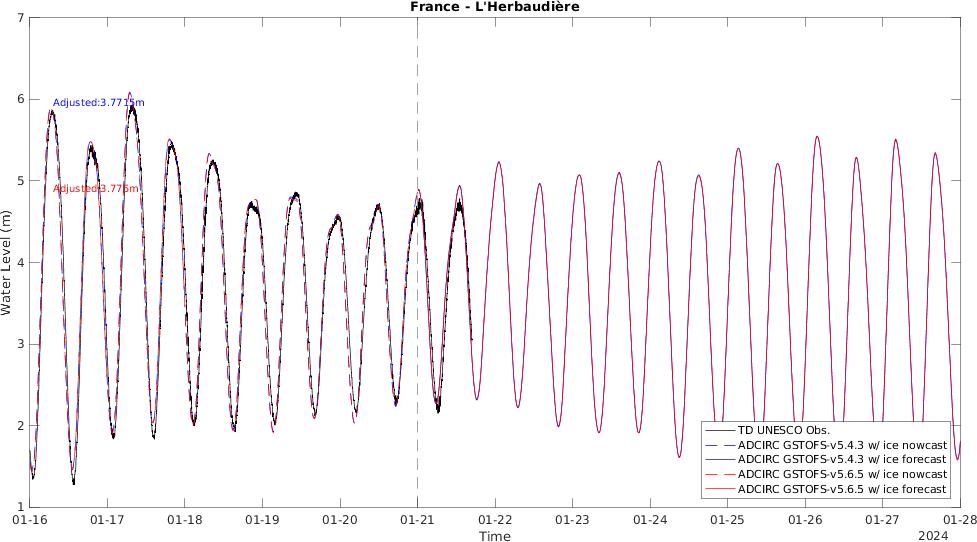 France - L'Herbaudière
7
6
5
4
3
2
1
Water Level (m)
Adjusted:3.7715m
Adjusted:3.775m
TD UNESCO Obs.
ADCIRC GSTOFS-v5.4.3 w/ ice nowcast
ADCIRC GSTOFS-v5.4.3 w/ ice forecast
ADCIRC GSTOFS-v5.6.5 w/ ice nowcast
ADCIRC GSTOFS-v5.6.5 w/ ice forecast
01-16 01-17 01-18 01-19 01-20 01-21 01-22 01-23 01-24 01-25 01-26 01-27 01-28
Time
2024